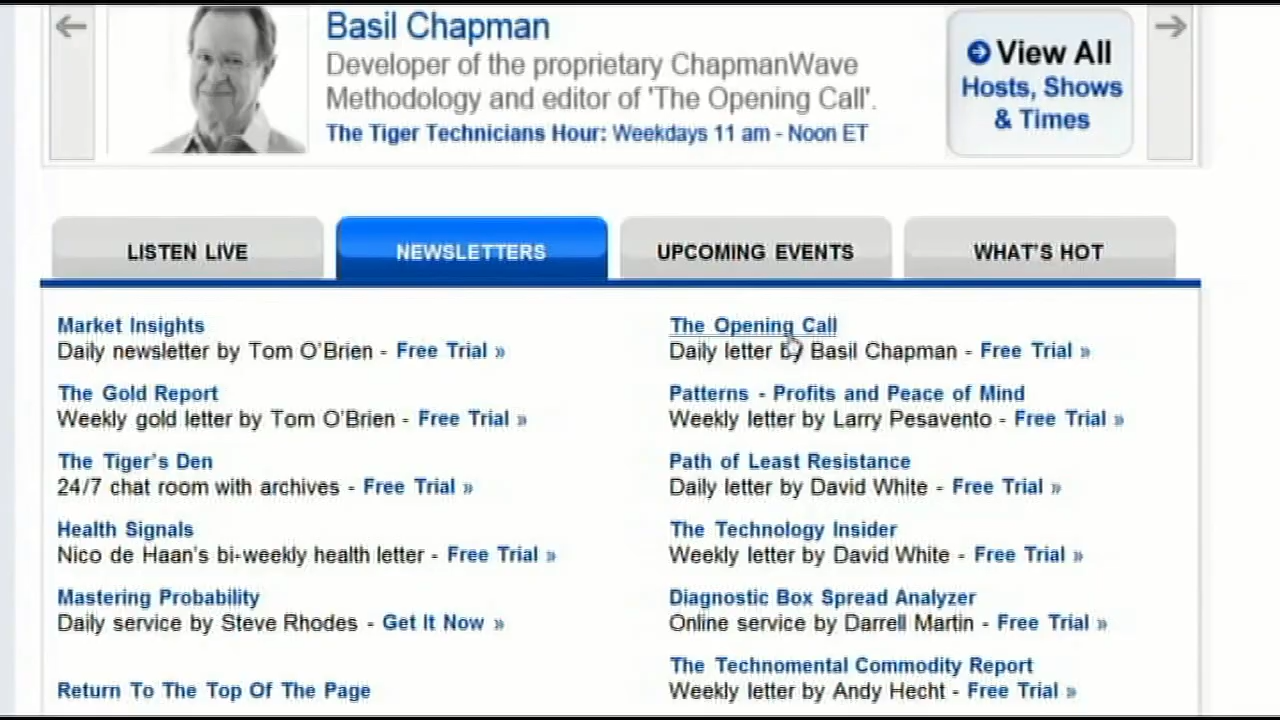 Basil Chapman
Developer of the proprietary ChapmanWave
Methodology and editor of 'The Opening Call'.
The Tiger Technicians Hour: Weekdays 11 am - Noon ET
View All
Hosts, Shows
& Times
LISTEN LIVE
NEWSLETTERS
UPCOMING EVENTS
WHAT'S HOT
Market Insights
Daily newsletter by Tom O'Brien - Free Trial »
The Gold Report
Weekly gold letter by Tom O'Brien - Free Trial »
The Tiger's Den
24/7 chat room with archives - Free Trial »
Health Signals
Nico de Haan's bi-weekly health letter - Free Trial »
Mastering Probability
Daily service by Steve Rhodes - Get It Now »
Return To The Top Of The Page
The Opening Call
Daily letter by Basil Chapman - Free Trial »
Patterns - Profits and Peace of Mind
Weekly letter by Larry Pesavento - Free Trial »
Path of Least Resistance
Daily letter by David White - Free Trial »
The Technology Insider
Weekly letter by David White - Free Trial »
Diagnostic Box Spread Analyzer
Online service by Darrell Martin - Free Trial »
The Technomental Commodity Report
Weekly letter by Andy Hecht - Free Trial »